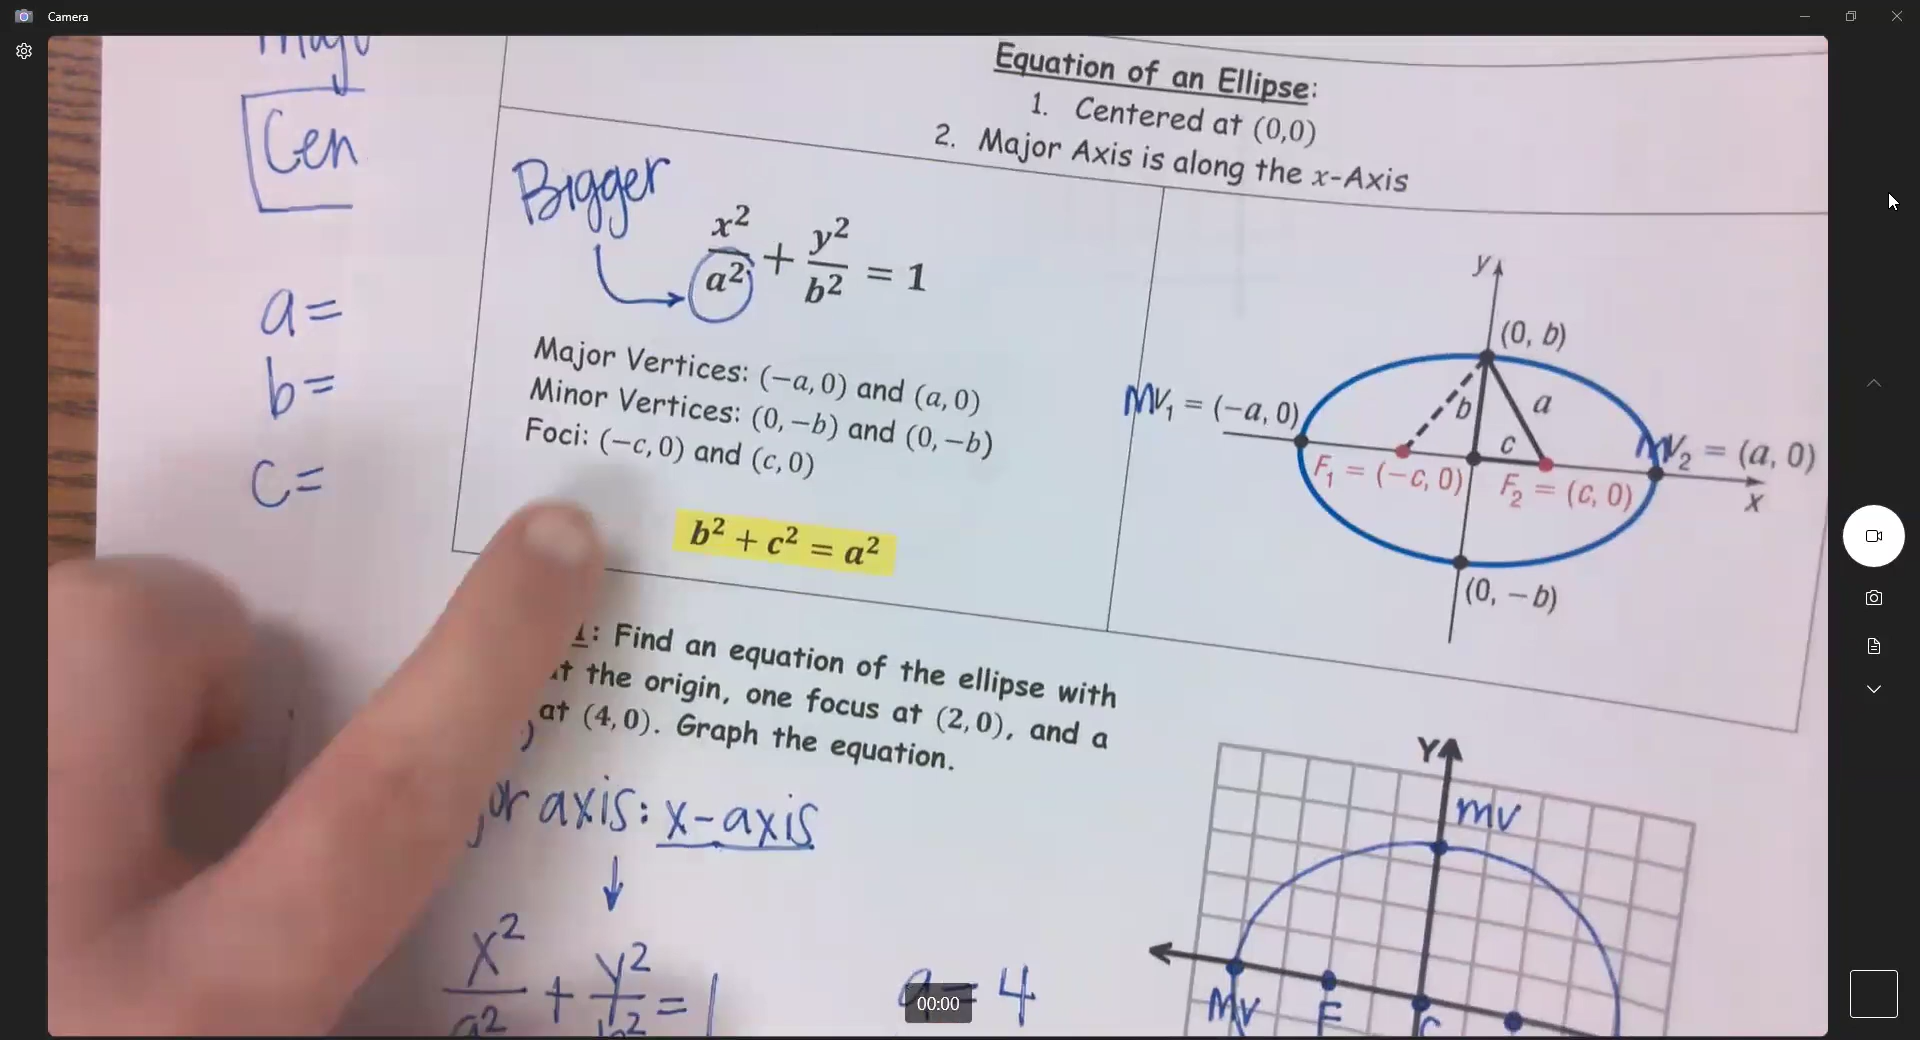 Camera
Cen
a=
b=
c=
Equation of an Ellipse:
1. Centered at (0,0)
2. Major Axis is along the x-Axis
Bigger
x²/a² + y²/b² = 1
Major Vertices: (−a, 0) and (a, 0)
Minor Vertices: (0, −b) and (0, −b)
Foci: (−c, 0) and (c, 0)
b² + c² = a²
y
(0, b)
MV₁ = (−a, 0)
b
a
c
MV₂ = (a, 0)
F₁ = (−c, 0)
F₂ = (c, 0)
x
(0, −b)
1: Find an equation of the ellipse with
the origin, one focus at (2, 0), and a
at (4, 0). Graph the equation.
axis: x-axis
x²/a² + y²/b² = 1
a = 4
Y
mv
MV
F
C
00:00